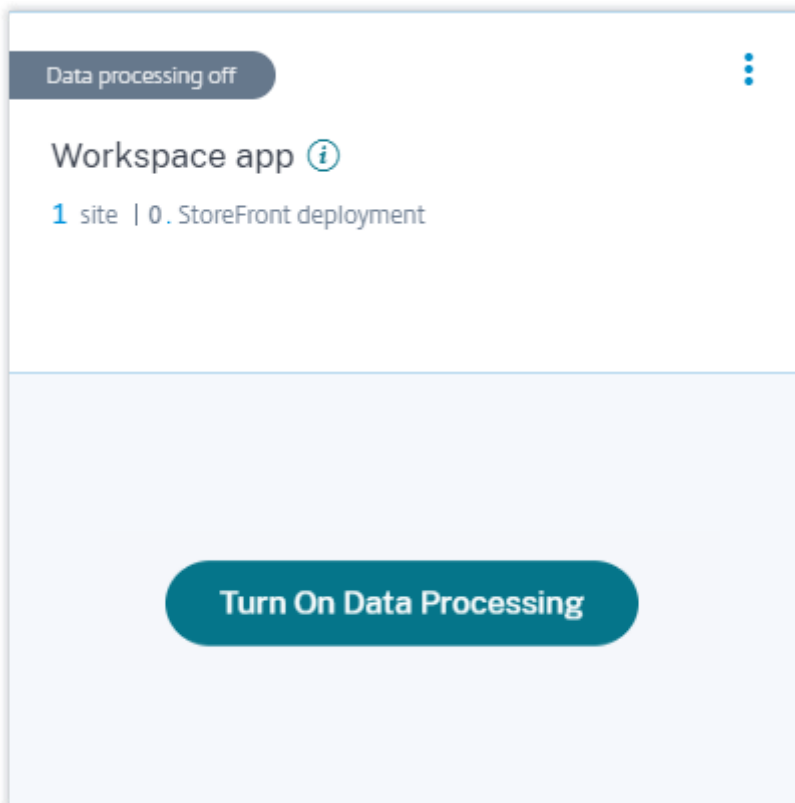 Data processing off
Workspace app i
1 site | 0. StoreFront deployment
Turn On Data Processing